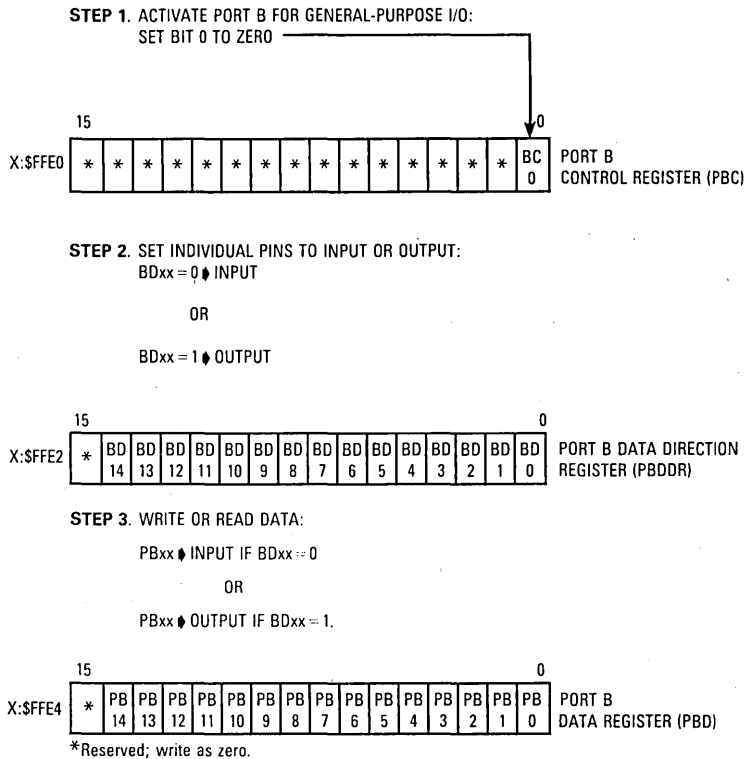 STEP 1. ACTIVATE PORT B FOR GENERAL-PURPOSE I/O:
SET BIT 0 TO ZERO
15 0
X:$FFE0 * * * * * * * * * * * * * * * BC 0 PORT B CONTROL REGISTER (PBC)
STEP 2. SET INDIVIDUAL PINS TO INPUT OR OUTPUT:
BDxx = 0 ➧ INPUT
OR
BDxx = 1 ➧ OUTPUT
15 0
X:$FFE2 * BD 14 BD 13 BD 12 BD 11 BD 10 BD 9 BD 8 BD 7 BD 6 BD 5 BD 4 BD 3 BD 2 BD 1 BD 0 PORT B DATA DIRECTION REGISTER (PBDDR)
STEP 3. WRITE OR READ DATA:
PBxx ➧ INPUT IF BDxx = 0
OR
PBxx ➧ OUTPUT IF BDxx = 1.
15 0
X:$FFE4 * PB 14 PB 13 PB 12 PB 11 PB 10 PB 9 PB 8 PB 7 PB 6 PB 5 PB 4 PB 3 PB 2 PB 1 PB 0 PORT B DATA REGISTER (PBD)
*Reserved; write as zero.